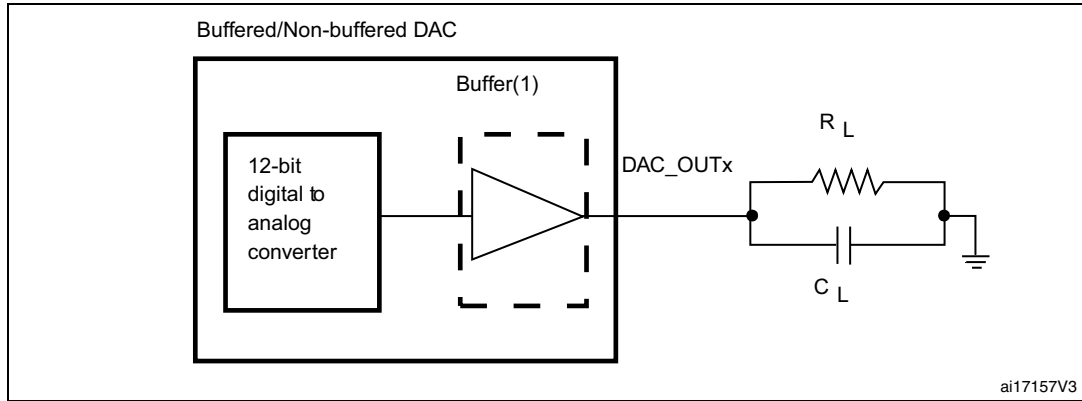 Buffered/Non-buffered DAC
Buffer(1)
12-bit
digital to
analog
converter
DAC_OUTx
R L
C L
ai17157V3